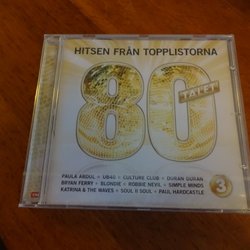 HITSEN FRÅN TOPPLISTORNA
80
TALET
PAULA ABDUL • UB40 • CULTURE CLUB • DURAN DURAN
BRYAN FERRY • BLONDIE • ROBBIE NEVIL • SIMPLE MINDS
KATRINA & THE WAVES • SOUL II SOUL • PAUL HARDCASTLE
3